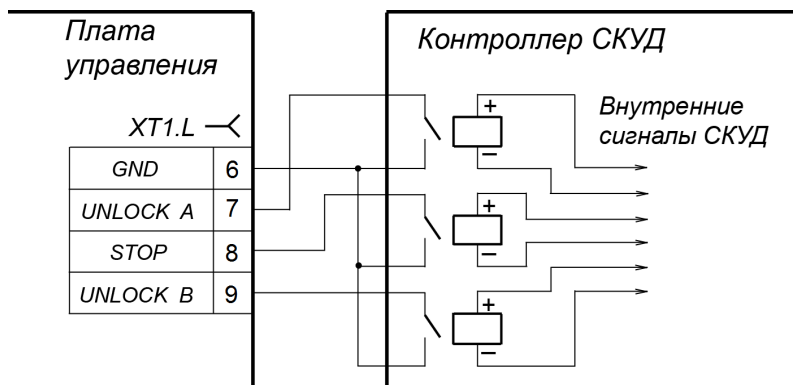 Плата
управления
Контроллер СКУД
Внутренние
сигналы СКУД
XT1.L
GND 6
UNLOCK A 7
STOP 8
UNLOCK B 9
+
−
+
−
+
−